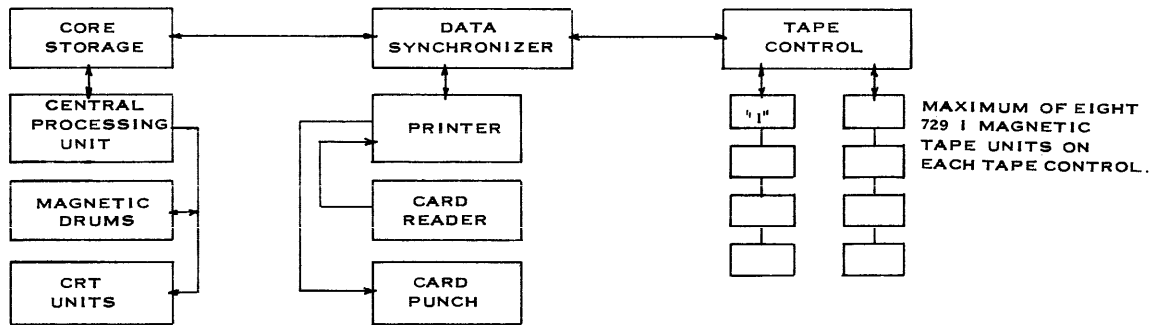 CORE
STORAGE
DATA
SYNCHRONIZER
TAPE
CONTROL
CENTRAL
PROCESSING
UNIT
PRINTER
"1"
MAXIMUM OF EIGHT
729 I MAGNETIC
TAPE UNITS ON
EACH TAPE CONTROL.
MAGNETIC
DRUMS
CARD
READER
CRT
UNITS
CARD
PUNCH